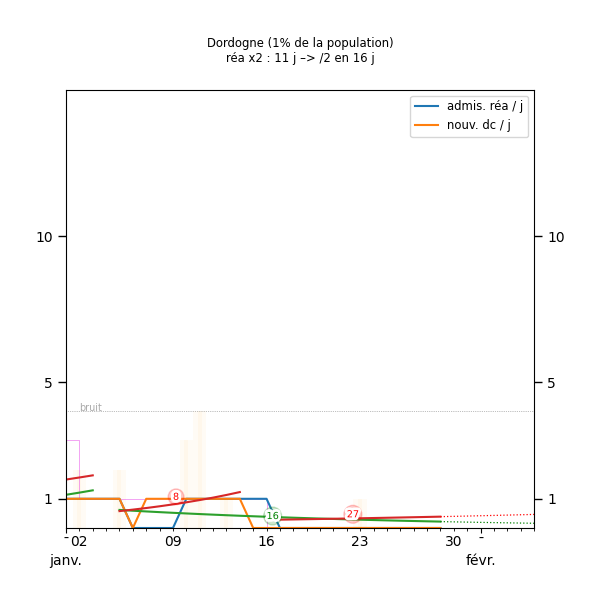 Dordogne (1% de la population)
réa x2 : 11 j –> /2 en 16 j
admis. réa / j
nouv. dc / j
10
10
5
5
bruit
1
1
8
16
27
02
09
16
23
30
janv.
févr.